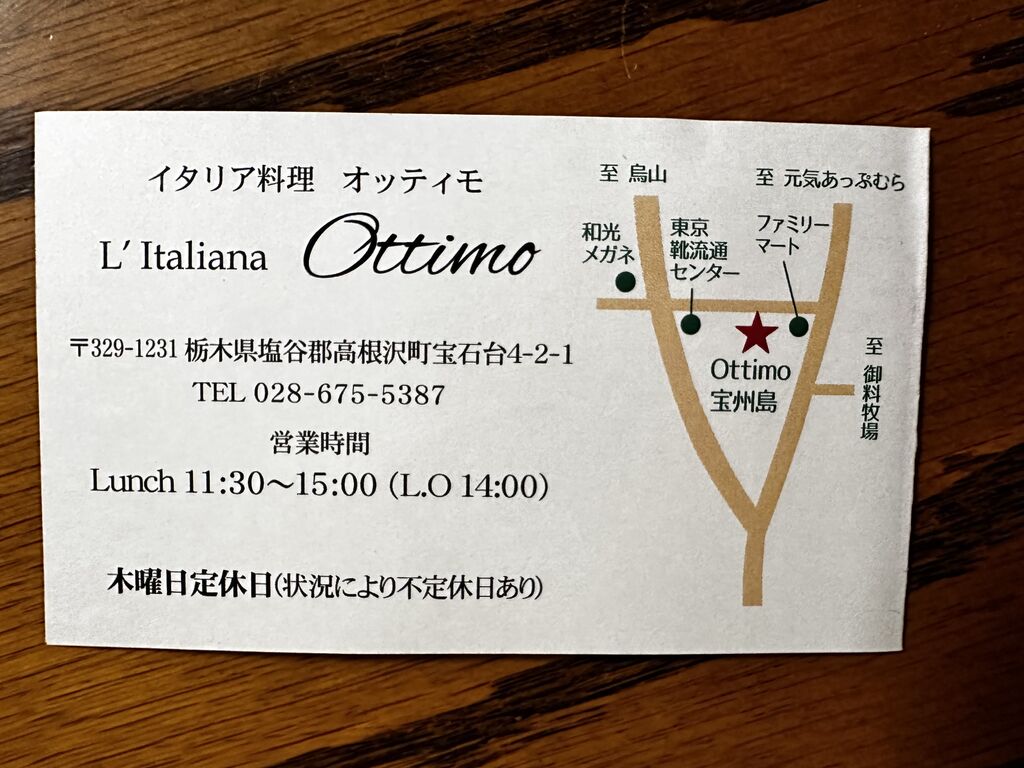 イタリア料理 オッティモ
L' Italiana Ottimo
〒329-1231 栃木県塩谷郡高根沢町宝石台4-2-1
TEL 028-675-5387
営業時間
Lunch 11:30〜15:00 (L.O 14:00)
木曜日定休日(状況により不定休日あり)
至 烏山
至 元気あっぷむら
和光
メガネ
東京
靴流通
センター
ファミリー
マート
Ottimo
宝州島
至 御料牧場